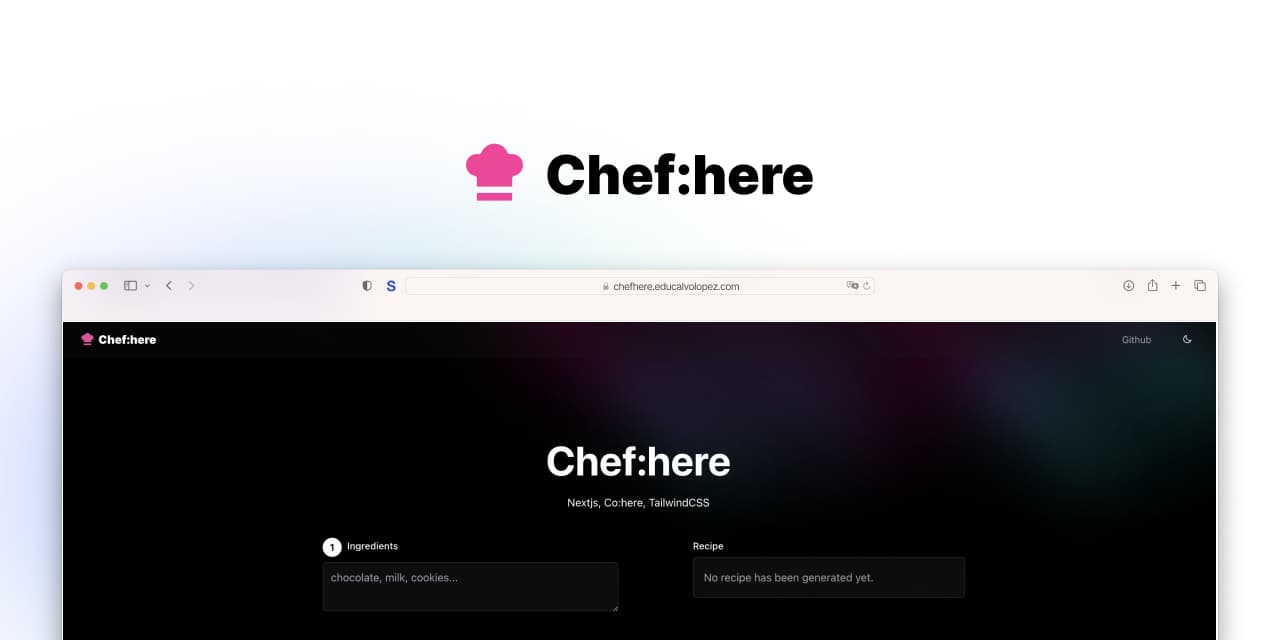 Chef:here
S
chefhere.educalvolopez.com
Chef:here
Github
Chef:here
Nextjs, Co:here, TailwindCSS
1 Ingredients
chocolate, milk, cookies...
Recipe
No recipe has been generated yet.